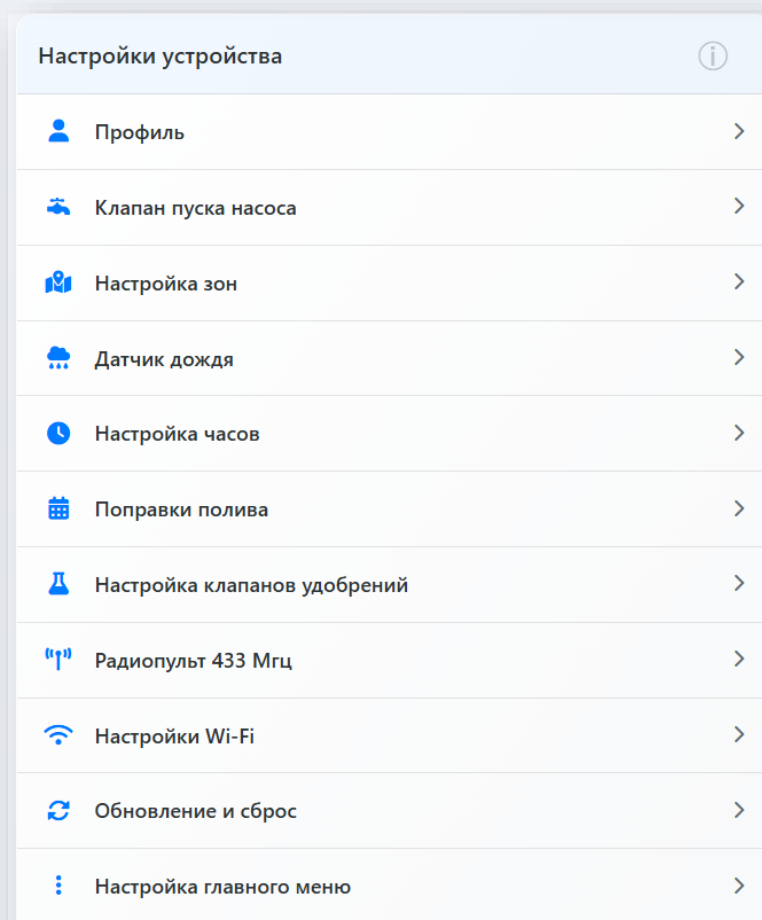 Настройки устройства
Профиль
Клапан пуска насоса
Настройка зон
Датчик дождя
Настройка часов
Поправки полива
Настройка клапанов удобрений
Радиопульт 433 Мгц
Настройки Wi-Fi
Обновление и сброс
Настройка главного меню